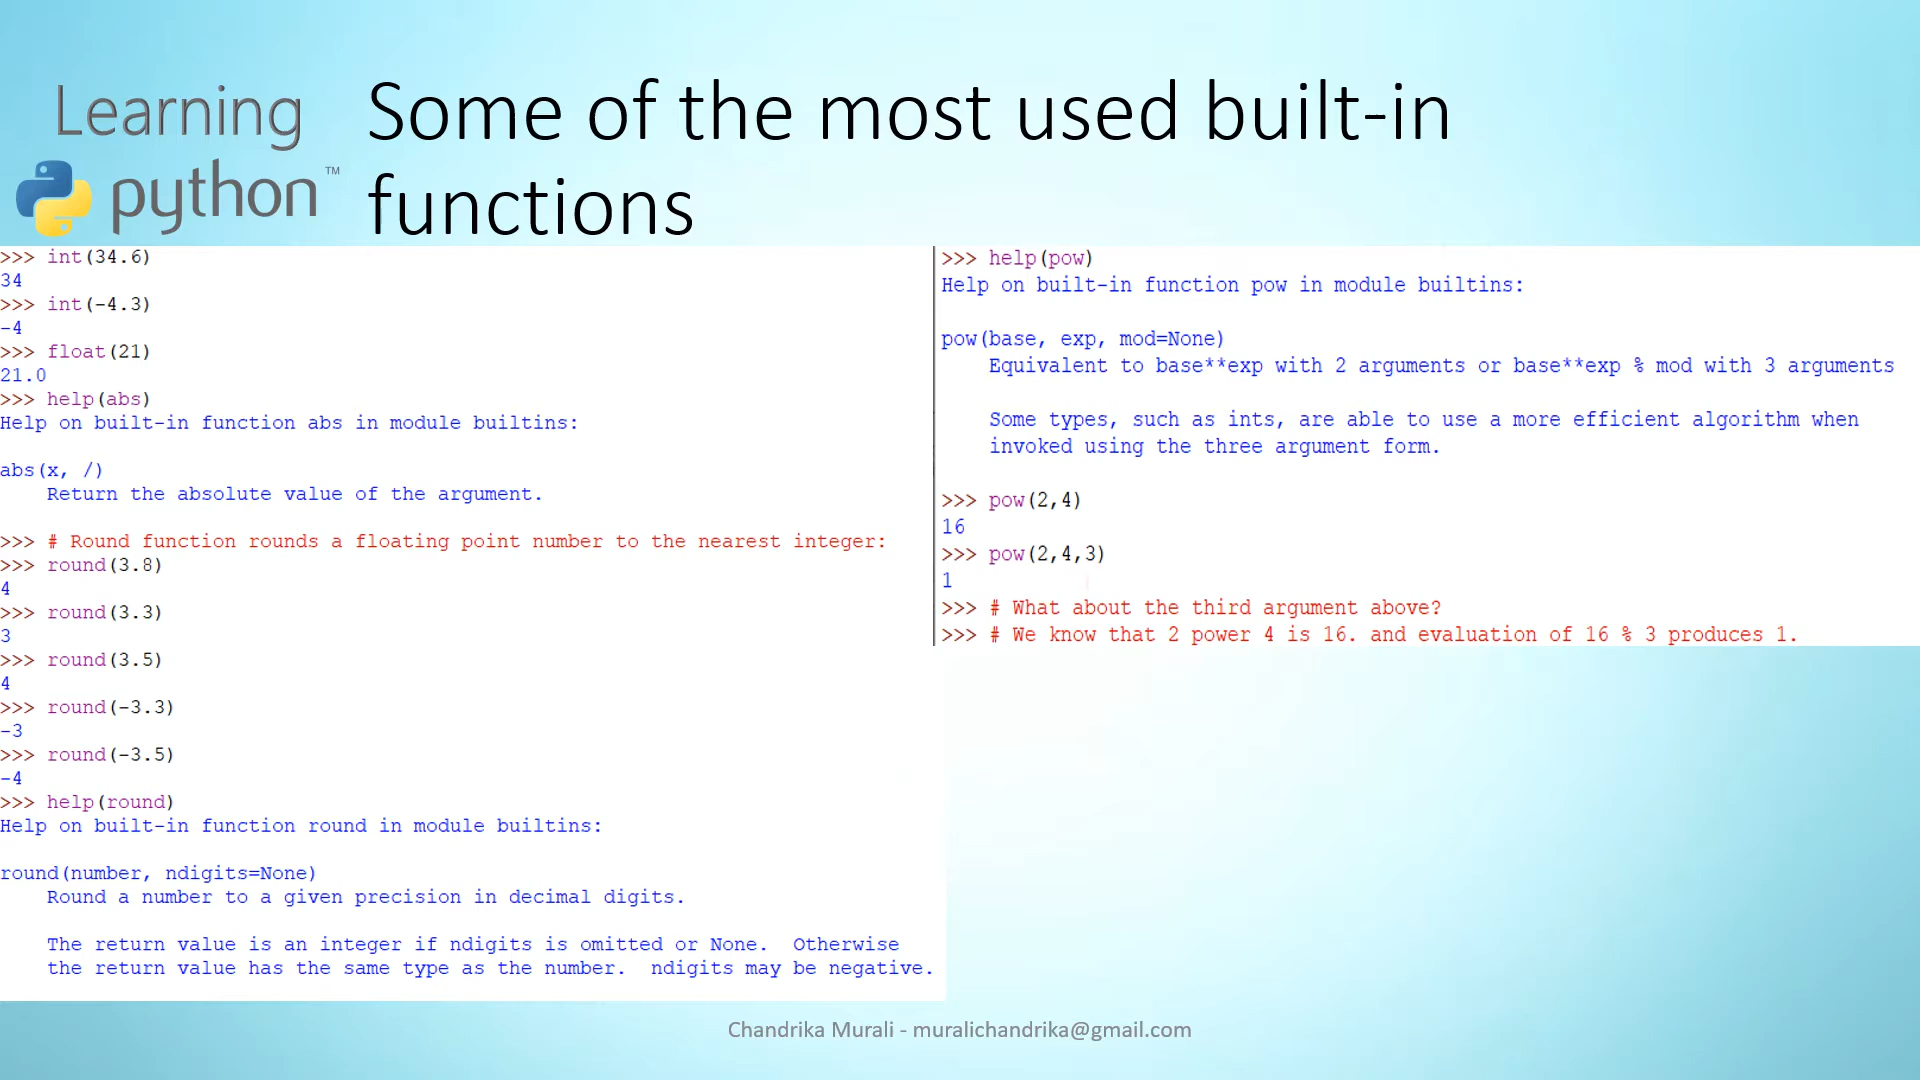 Learning
python™
Some of the most used built-in
functions
>>> int(34.6)
34
>>> int(-4.3)
-4
>>> float(21)
21.0
>>> help(abs)
Help on built-in function abs in module builtins:

abs(x, /)
    Return the absolute value of the argument.

>>> # Round function rounds a floating point number to the nearest integer:
>>> round(3.8)
4
>>> round(3.3)
3
>>> round(3.5)
4
>>> round(-3.3)
-3
>>> round(-3.5)
-4
>>> help(round)
Help on built-in function round in module builtins:

round(number, ndigits=None)
    Round a number to a given precision in decimal digits.

    The return value is an integer if ndigits is omitted or None.  Otherwise
    the return value has the same type as the number.  ndigits may be negative.

>>> help(pow)
Help on built-in function pow in module builtins:

pow(base, exp, mod=None)
    Equivalent to base**exp with 2 arguments or base**exp % mod with 3 arguments

    Some types, such as ints, are able to use a more efficient algorithm when
    invoked using the three argument form.

>>> pow(2,4)
16
>>> pow(2,4,3)
1
>>> # What about the third argument above?
>>> # We know that 2 power 4 is 16. and evaluation of 16 % 3 produces 1.
Chandrika Murali - muralichandrika@gmail.com